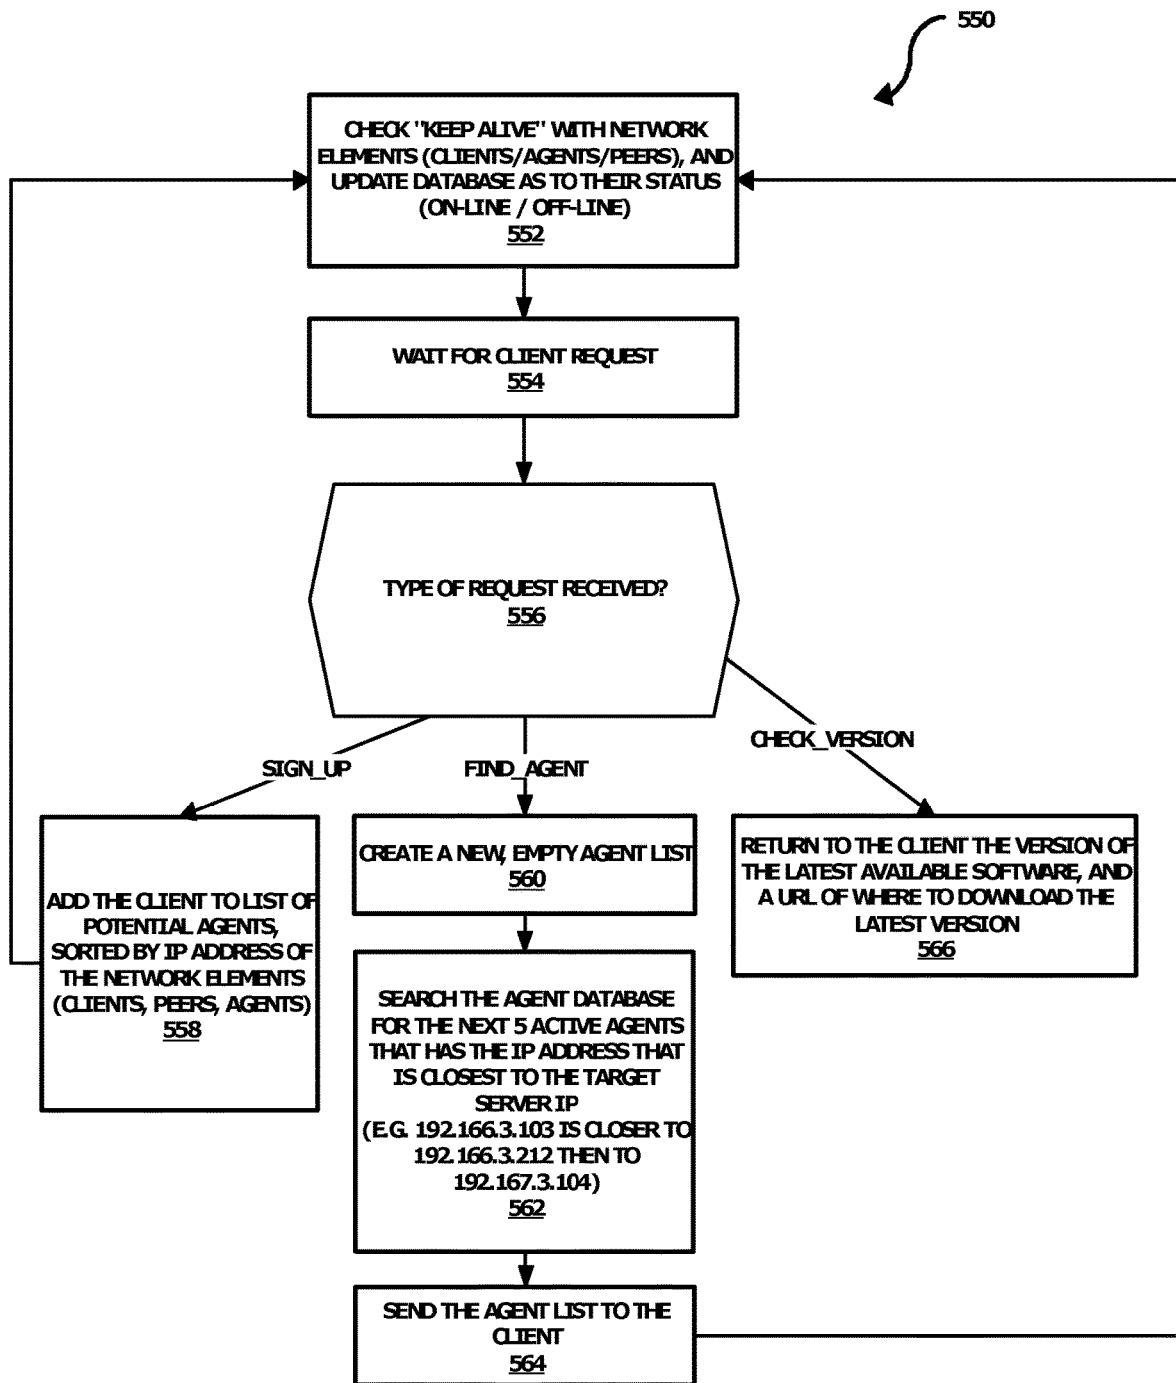 550
CHECK "KEEP ALIVE" WITH NETWORK
ELEMENTS (CLIENTS/AGENTS/PEERS), AND
UPDATE DATABASE AS TO THEIR STATUS
(ON-LINE / OFF-LINE)
552
WAIT FOR CLIENT REQUEST
554
TYPE OF REQUEST RECEIVED?
556
SIGN_UP
FIND_AGENT
CHECK_VERSION
ADD THE CLIENT TO LIST OF
POTENTIAL AGENTS,
SORTED BY IP ADDRESS OF
THE NETWORK ELEMENTS
(CLIENTS, PEERS, AGENTS)
558
CREATE A NEW, EMPTY AGENT LIST
560
SEARCH THE AGENT DATABASE
FOR THE NEXT 5 ACTIVE AGENTS
THAT HAS THE IP ADDRESS THAT
IS CLOSEST TO THE TARGET
SERVER IP
(E.G. 192.166.3.103 IS CLOSER TO
192.166.3.212 THEN TO
192.167.3.104)
562
SEND THE AGENT LIST TO THE
CLIENT
564
RETURN TO THE CLIENT THE VERSION OF
THE LATEST AVAILABLE SOFTWARE, AND
A URL OF WHERE TO DOWNLOAD THE
LATEST VERSION
566